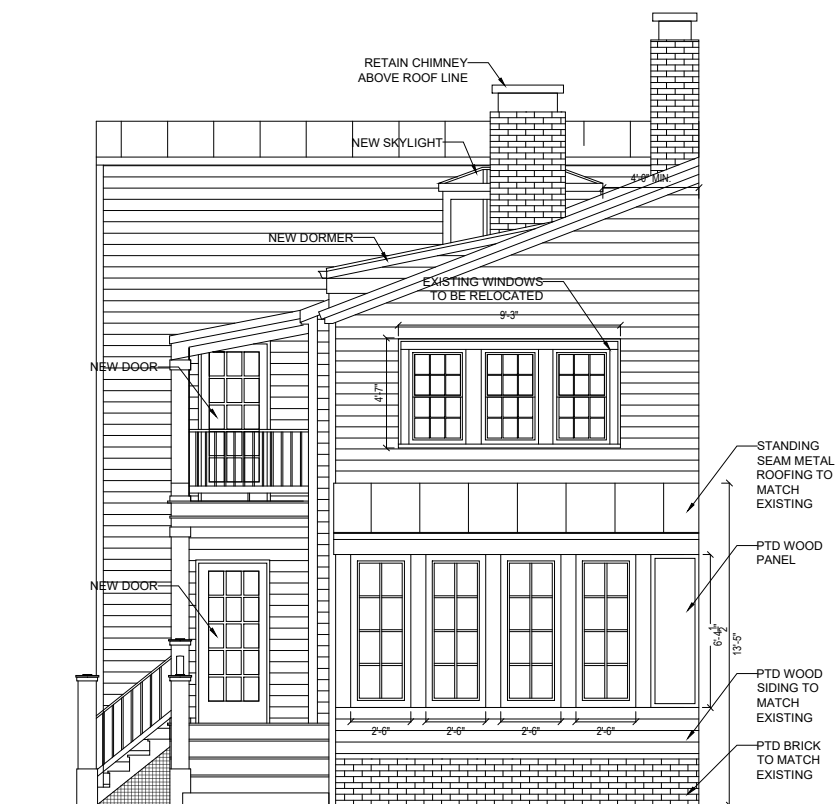 RETAIN CHIMNEY
ABOVE ROOF LINE
NEW SKYLIGHT
4'-6" MIN.
NEW DORMER
EXISTING WINDOWS
TO BE RELOCATED
9'-3"
NEW DOOR
4'-7"
STANDING
SEAM METAL
ROOFING TO
MATCH
EXISTING
PTD WOOD
PANEL
NEW DOOR
6'-4 1/2"
13'-5"
PTD WOOD
SIDING TO
MATCH
EXISTING
2'-6" 2'-6" 2'-6" 2'-6"
PTD BRICK
TO MATCH
EXISTING